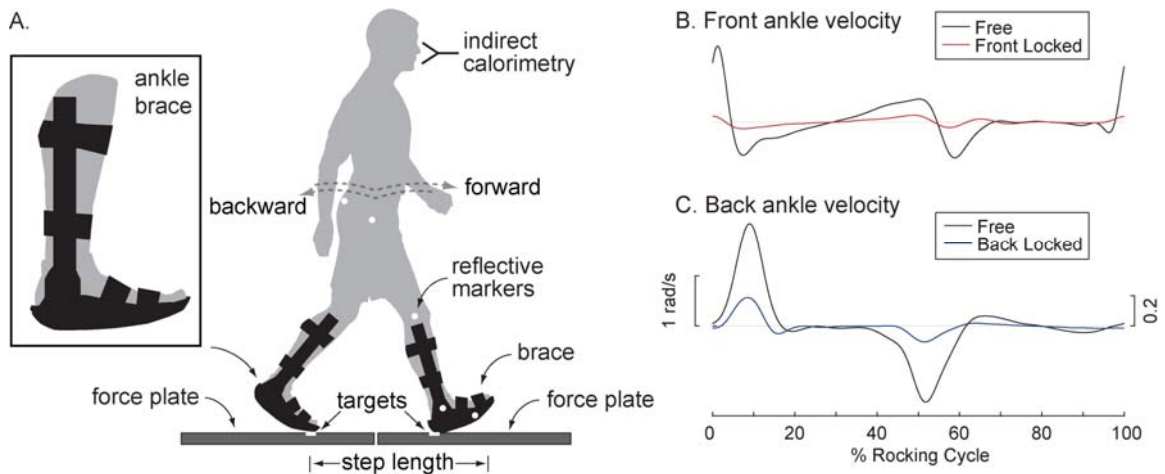 A.
ankle
brace
indirect
calorimetry
backward
forward
reflective
markers
brace
force plate
targets
force plate
step length
B. Front ankle velocity
Free
Front Locked
C. Back ankle velocity
Free
Back Locked
1 rad/s
0.2
0 20 40 60 80 100
% Rocking Cycle